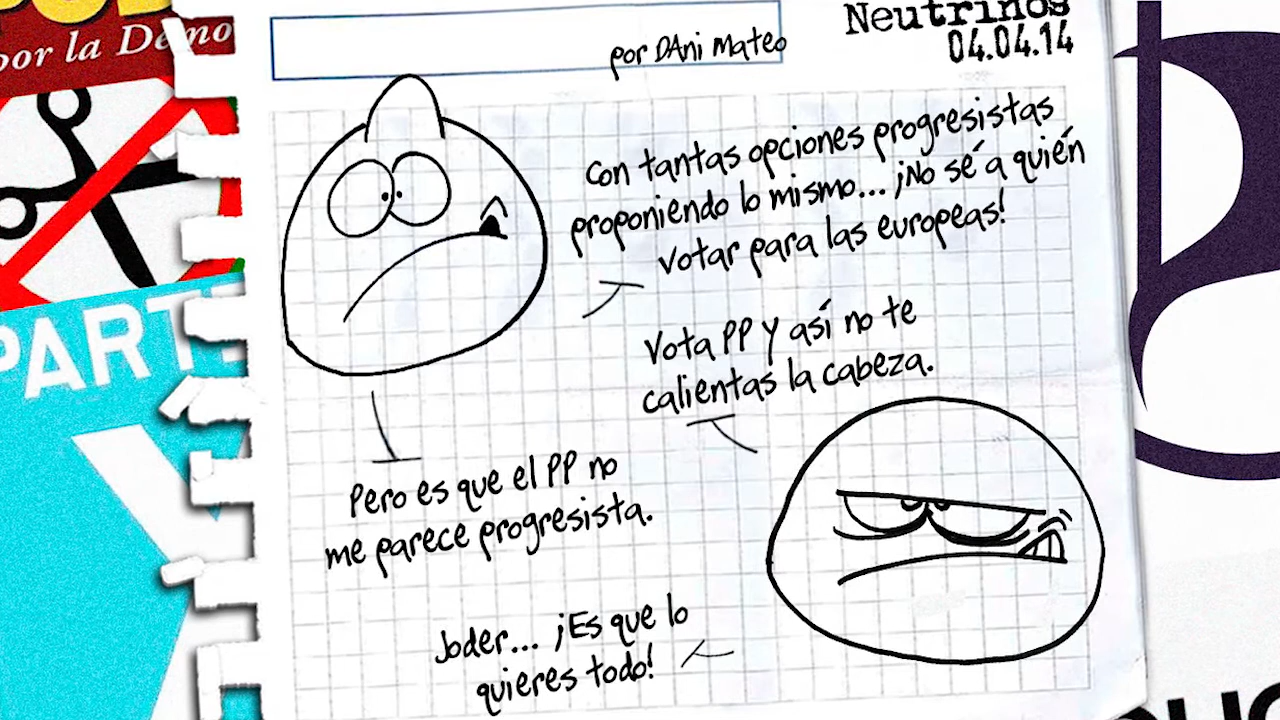 por la Demo
PART
por DAni Mateo
Neutrinos
04.04.14
Con tantas opciones progresistas
proponiendo lo mismo... ¡No sé a quién
votar para las europeas!
Vota PP y así no te
calientas la cabeza.
Pero es que el PP no
me parece progresista.
Joder... ¡Es que lo
quieres todo!